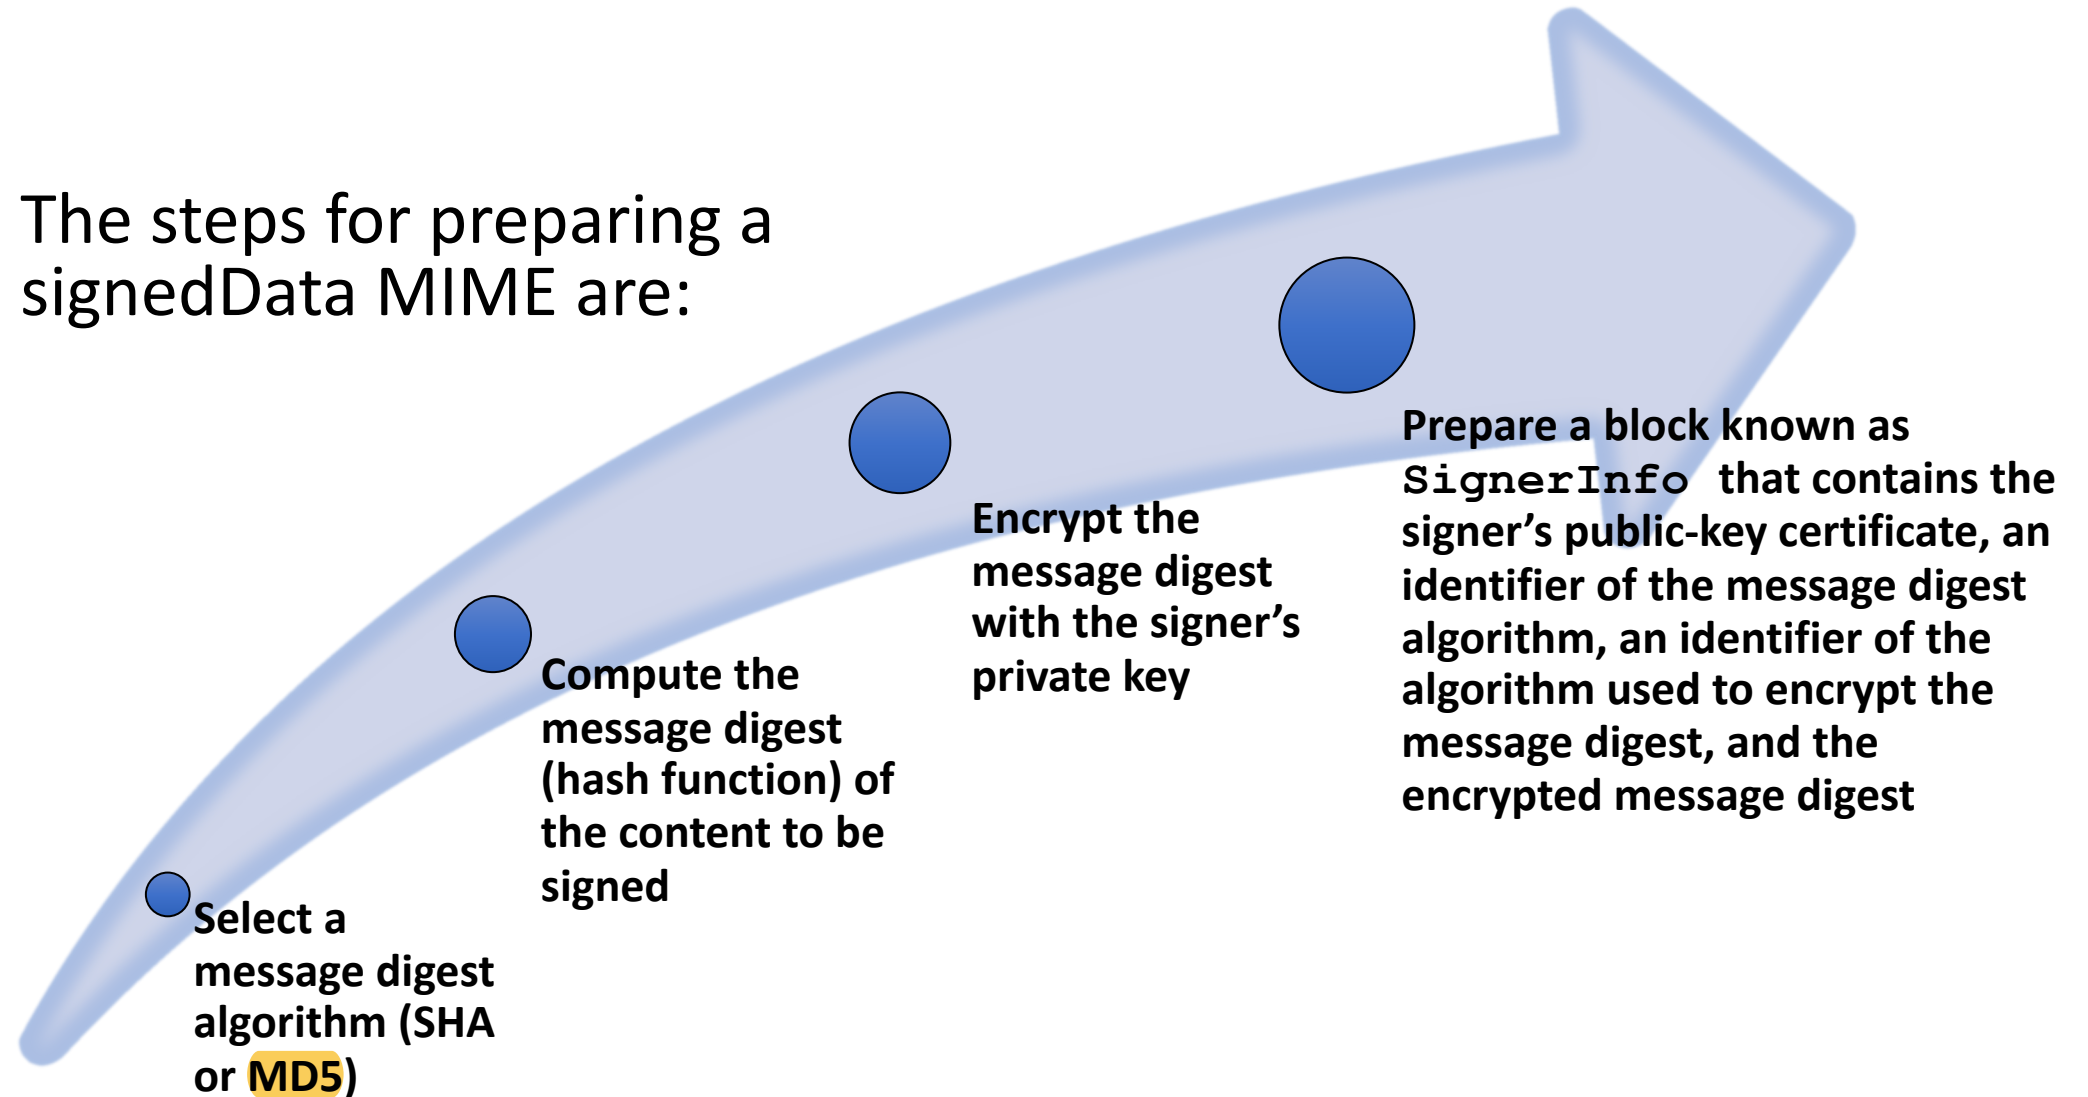 The steps for preparing a
signedData MIME are:
Select a
message digest
algorithm (SHA
or MD5)
Compute the
message digest
(hash function) of
the content to be
signed
Encrypt the
message digest
with the signer’s
private key
Prepare a block known as
SignerInfo that contains the
signer’s public-key certificate, an
identifier of the message digest
algorithm, an identifier of the
algorithm used to encrypt the
message digest, and the
encrypted message digest